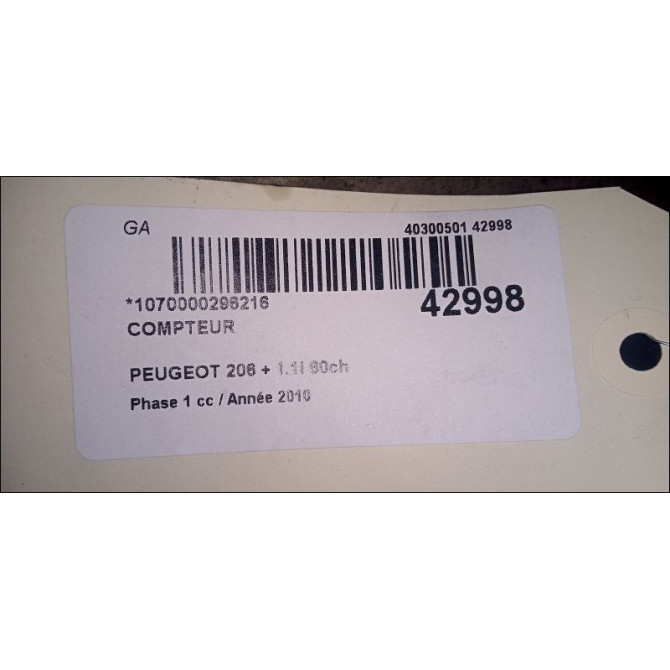 GA 40300501 42998
*1070000296216 42998
COMPTEUR
PEUGEOT 206 + 1.1i 60ch
Phase 1 cc / Année 2010